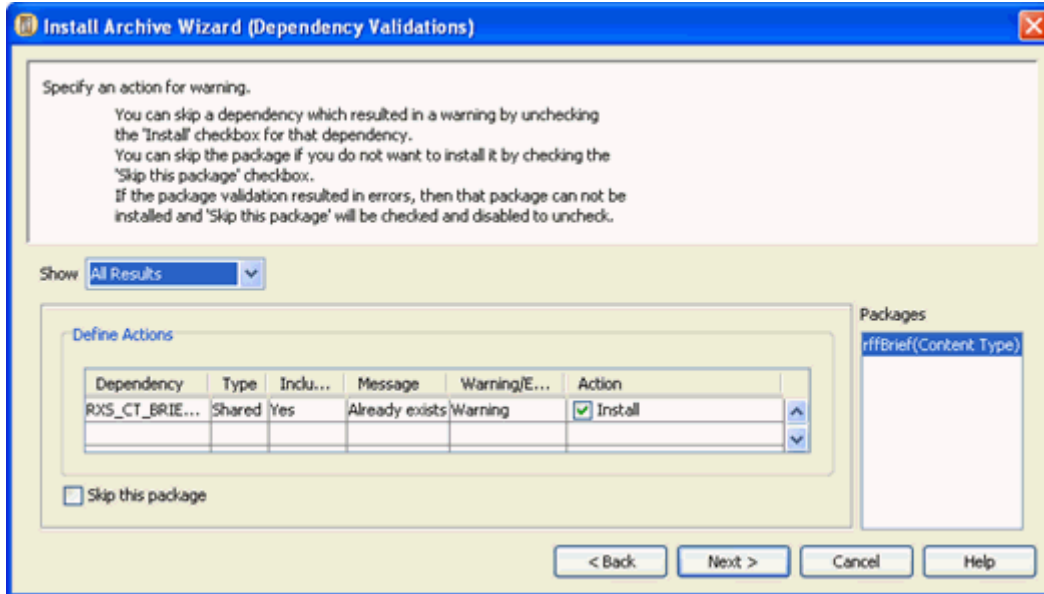 Install Archive Wizard (Dependency Validations)
Specify an action for warning.
You can skip a dependency which resulted in a warning by unchecking
the 'Install' checkbox for that dependency.
You can skip the package if you do not want to install it by checking the
'Skip this package' checkbox.
If the package validation resulted in errors, then that package can not be
installed and 'Skip this package' will be checked and disabled to uncheck.
Show All Results
Packages
Define Actions
rffBrief(Content Type)
Dependency Type Inclu... Message Warning/E... Action
RXS_CT_BRIE... Shared Yes Already exists Warning Install
Skip this package
< Back Next > Cancel Help